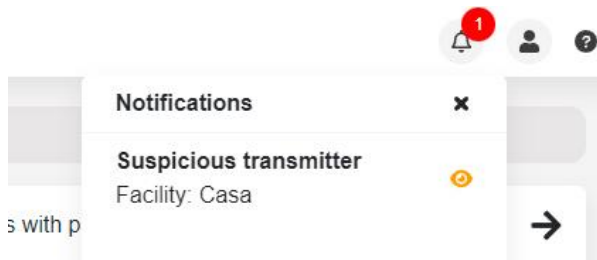 1
Notifications
Suspicious transmitter
Facility: Casa
s with p